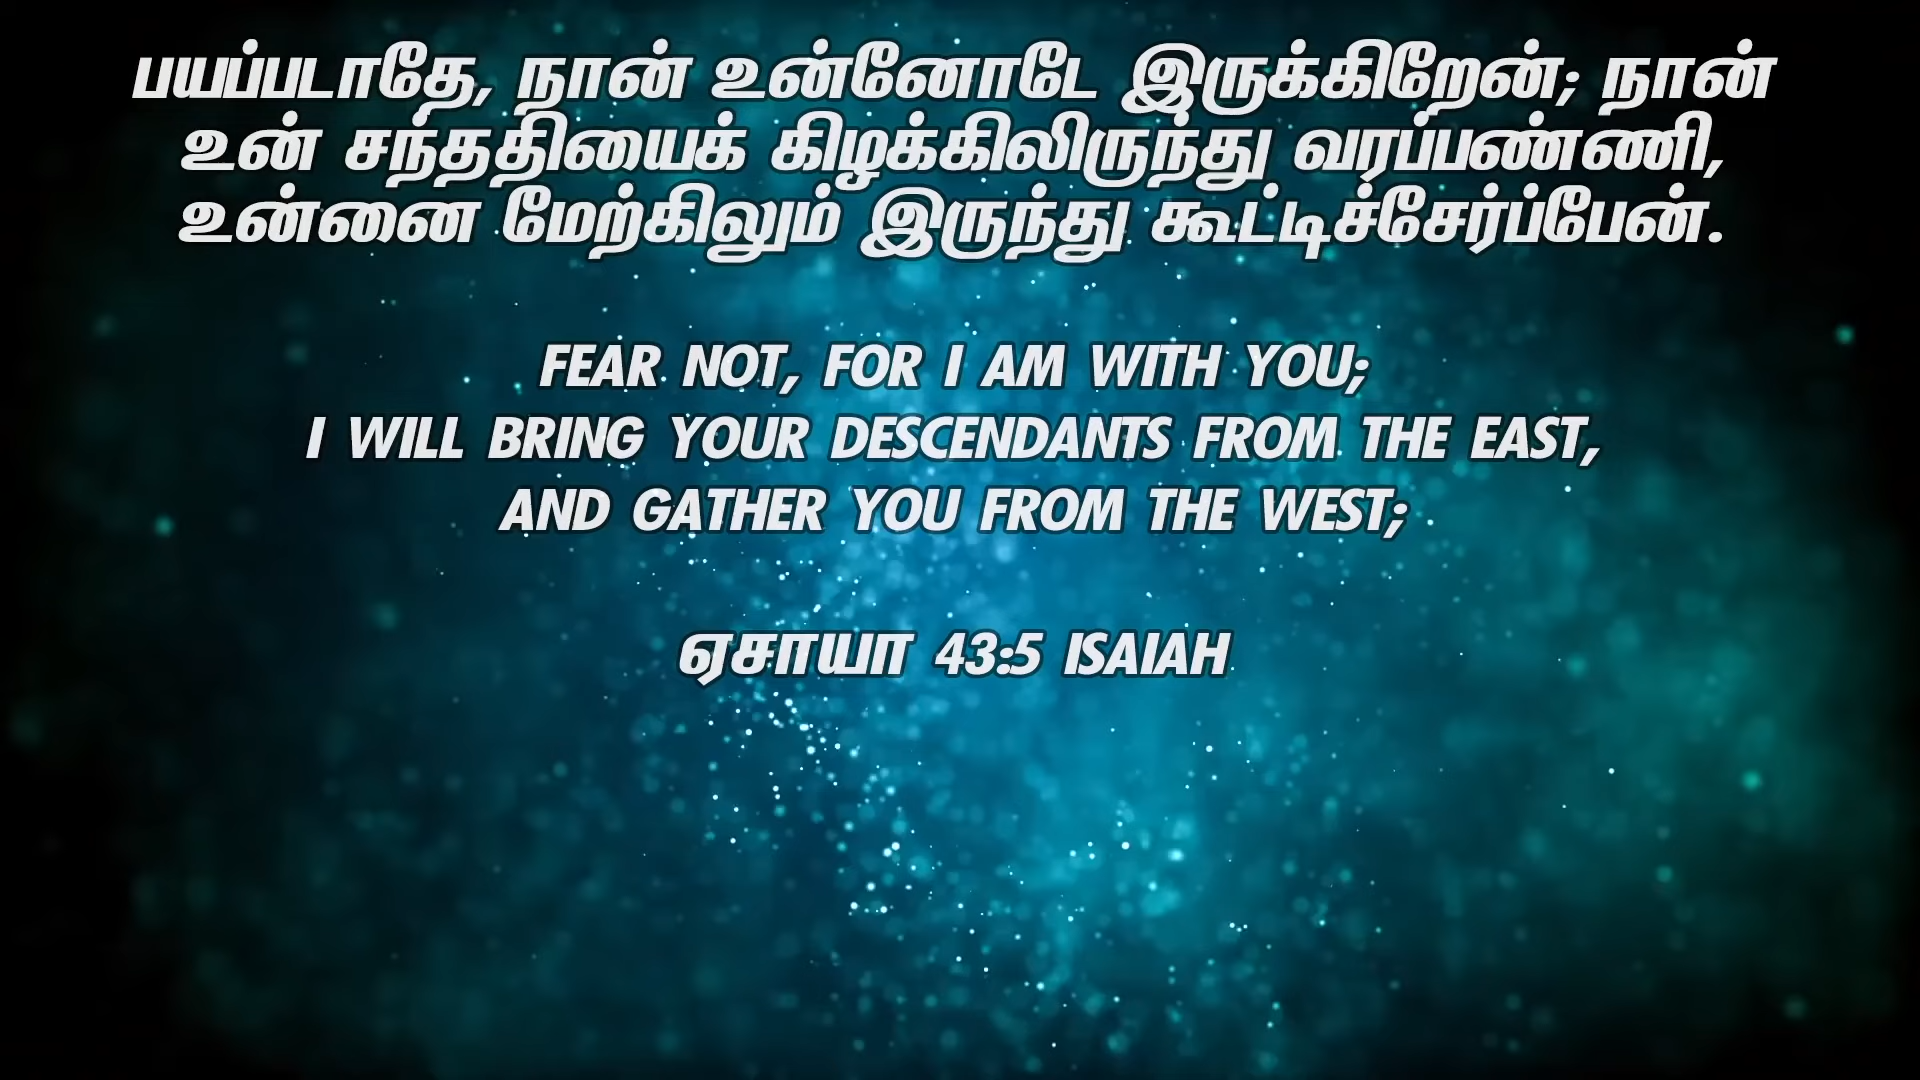 பயப்படாதே, நான் உன்னோடே இருக்கிறேன்; நான்
உன் சந்ததியைக் கிழக்கிலிருந்து வரப்பண்ணி,
உன்னை மேற்கிலும் இருந்து கூட்டிச்சேர்ப்பேன்.
FEAR NOT, FOR I AM WITH YOU;
I WILL BRING YOUR DESCENDANTS FROM THE EAST,
AND GATHER YOU FROM THE WEST;
ஏசாயா 43:5 ISAIAH